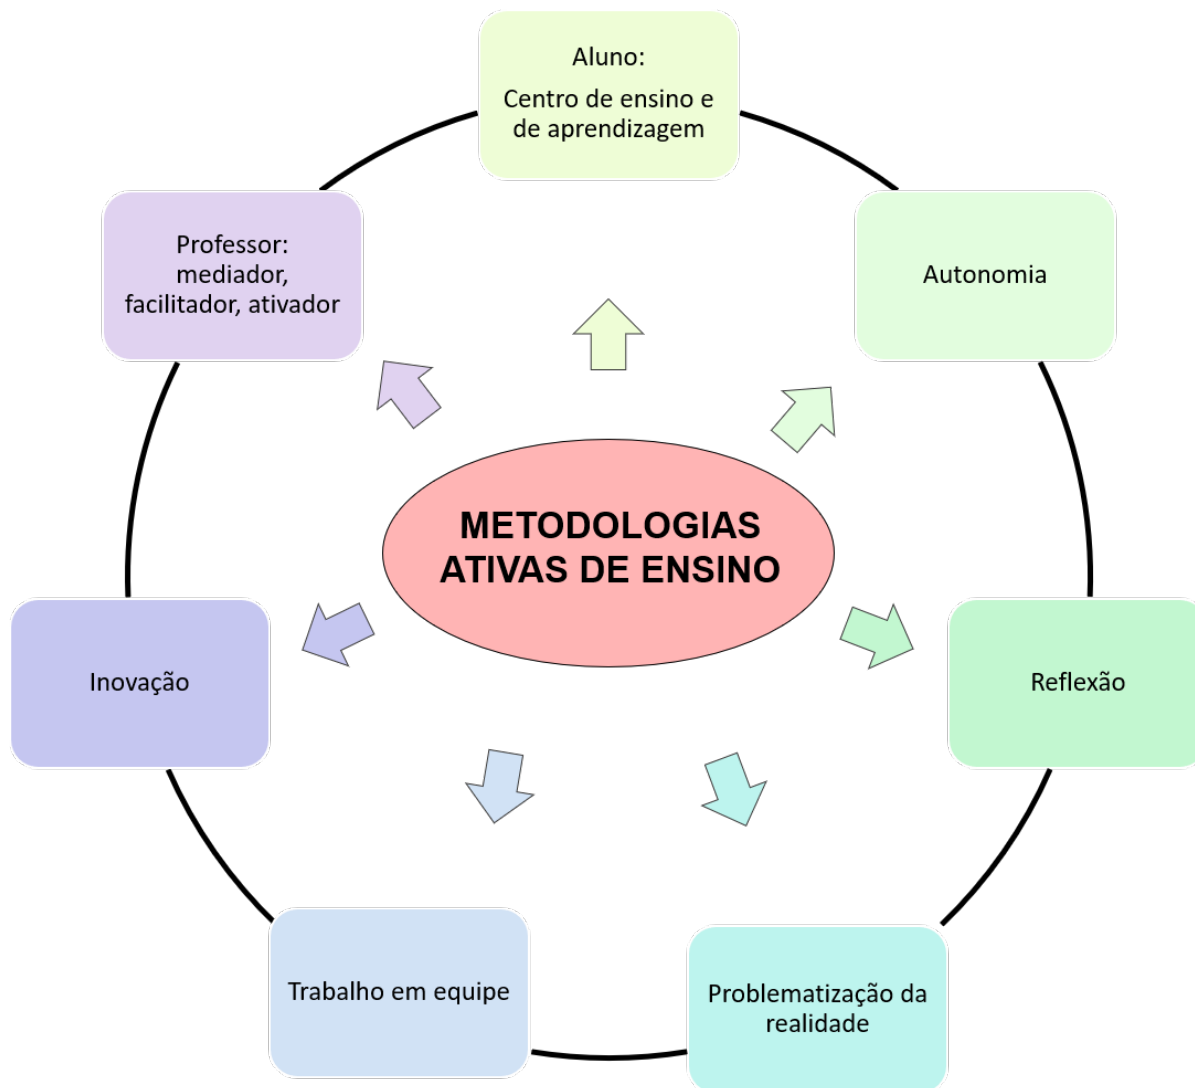 Aluno:
Centro de ensino e
de aprendizagem
Autonomia
Reflexão
Problematização da
realidade
Trabalho em equipe
Inovação
Professor:
mediador,
facilitador, ativador
METODOLOGIAS
ATIVAS DE ENSINO